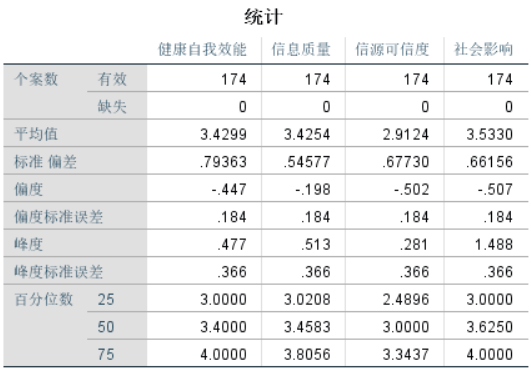 统计
健康自我效能 信息质量 信源可信度 社会影响
个案数 有效 174 174 174 174
缺失 0 0 0 0
平均值 3.4299 3.4254 2.9124 3.5330
标准 偏差 .79363 .54577 .67730 .66156
偏度 -.447 -.198 -.502 -.507
偏度标准误差 .184 .184 .184 .184
峰度 .477 .513 .281 1.488
峰度标准误差 .366 .366 .366 .366
百分位数 25 3.0000 3.0208 2.4896 3.0000
50 3.4000 3.4583 3.0000 3.6250
75 4.0000 3.8056 3.3437 4.0000